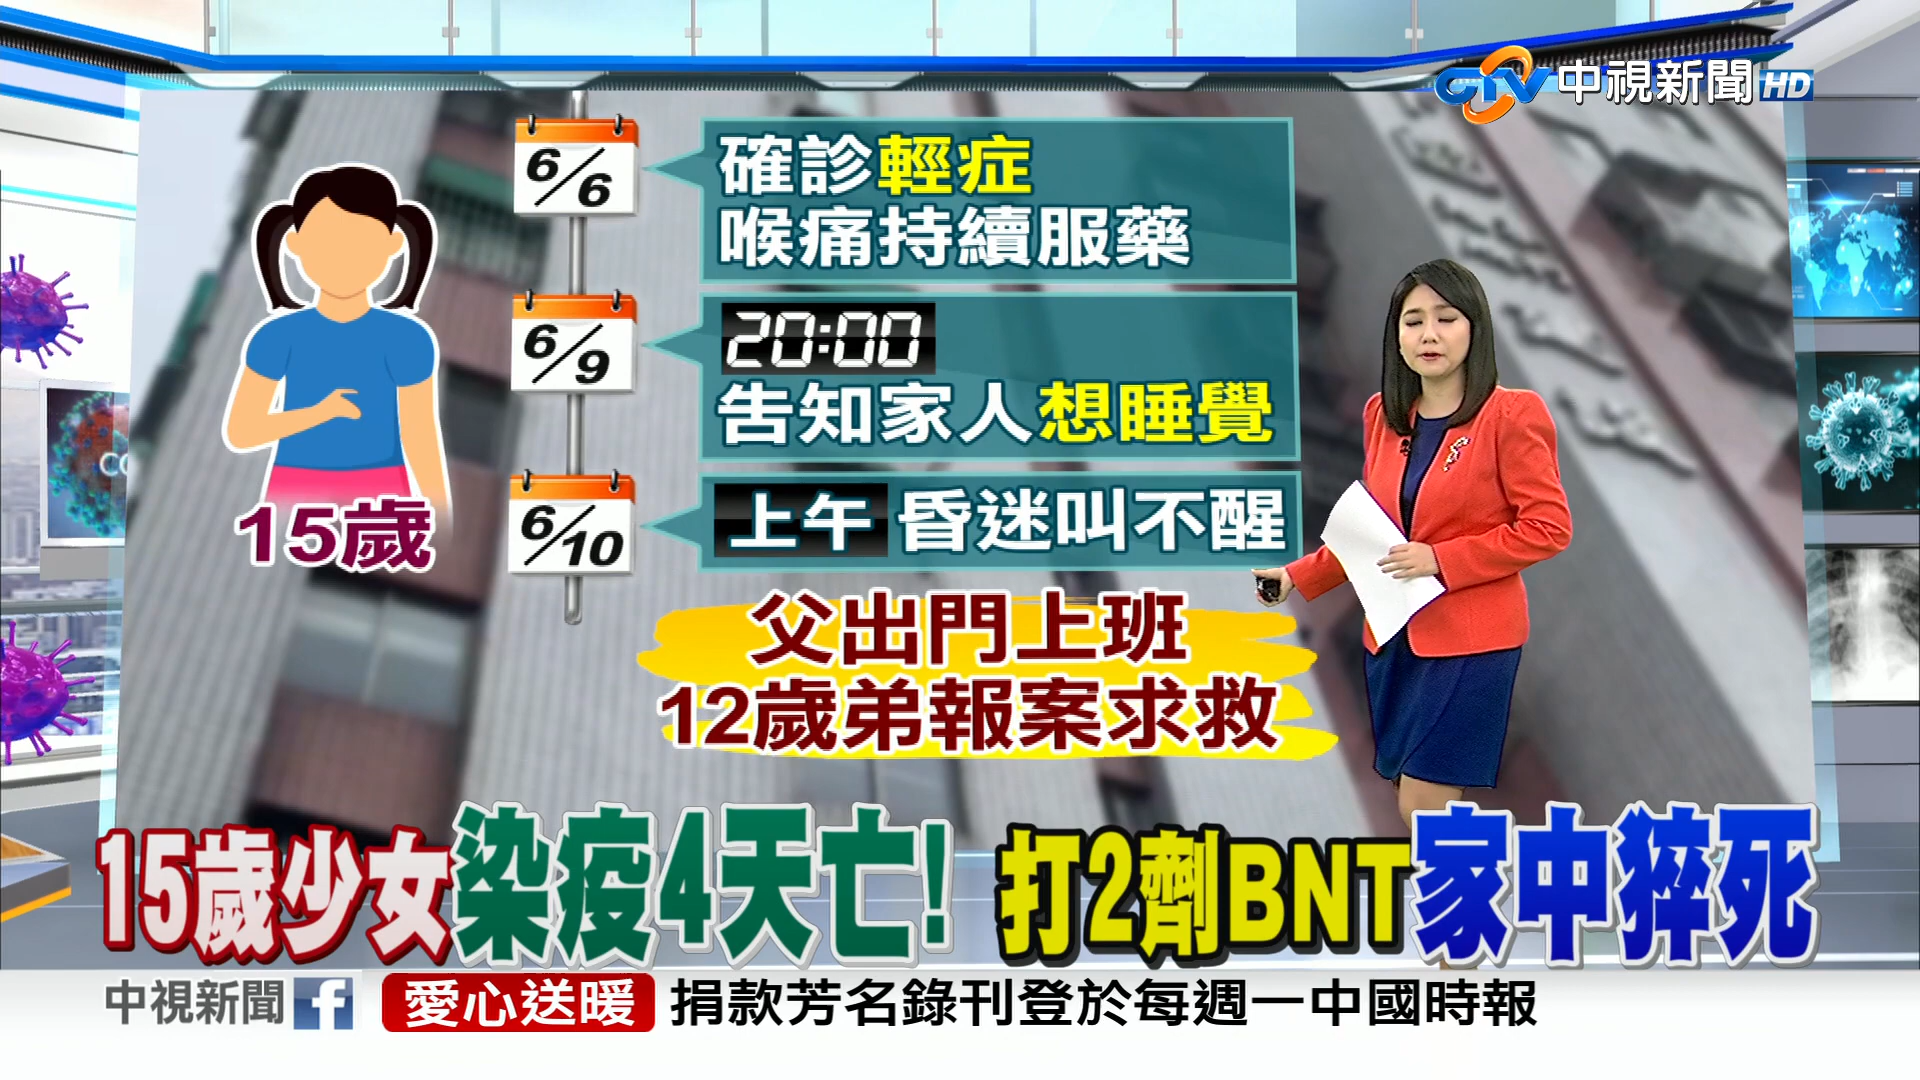 CTV中視新聞HD
6/6
確診輕症
喉痛持續服藥
6/9
20:00
告知家人想睡覺
6/10
上午 昏迷叫不醒
15歲
父出門上班
12歲弟報案求救
15歲少女染疫4天亡! 打2劑BNT家中猝死
中視新聞 f 愛心送暖 捐款芳名錄刊登於每週一中國時報